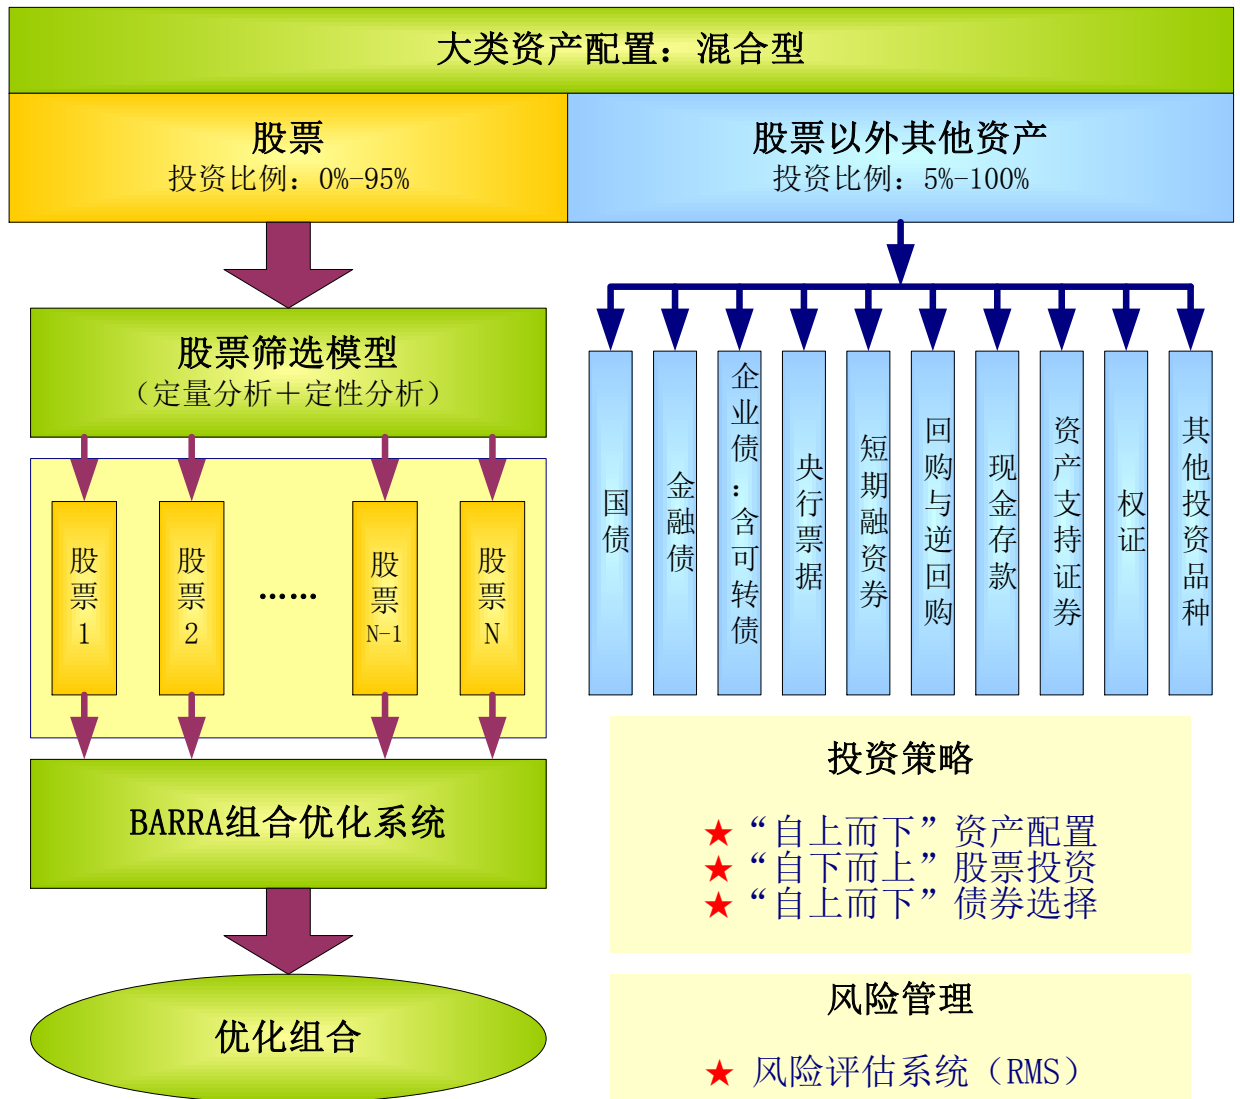 大类资产配置：混合型
股票
投资比例：0%-95%
股票以外其他资产
投资比例：5%-100%
股票筛选模型
（定量分析＋定性分析）
股票1
股票2
……
股票N-1
股票N
BARRA组合优化系统
优化组合
国债
金融债
企业债：含可转债
央行票据
短期融资券
回购与逆回购
现金存款
资产支持证券
权证
其他投资品种
投资策略
★“自上而下”资产配置
★“自下而上”股票投资
★“自上而下”债券选择
风险管理
★ 风险评估系统（RMS）